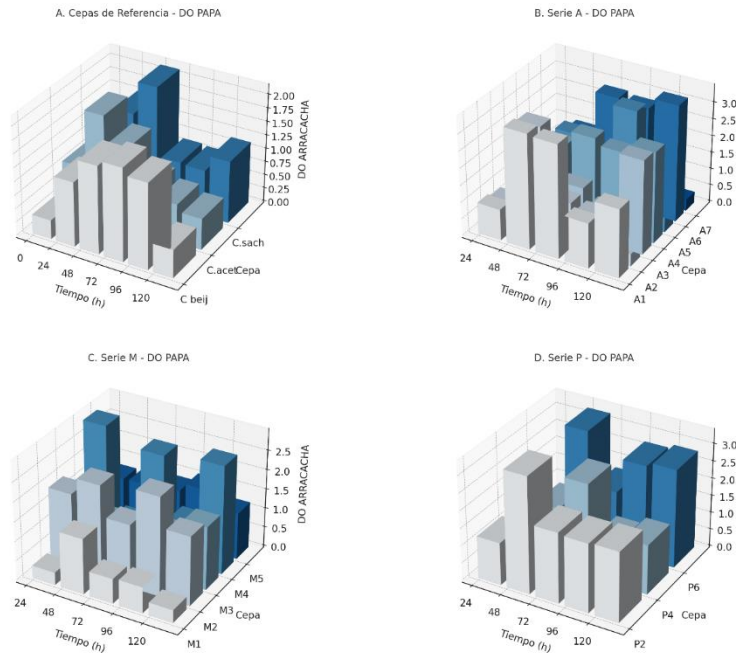 A. Cepas de Referencia - DO PAPA
2.00
1.75
1.50
1.25
1.00
0.75
0.50
0.25
0.00
DO ARRACACHA
0
24
48
72
96
120
Tiempo (h)
C.sach
C.acet
Cepa
C beij
B. Serie A - DO PAPA
3.0
2.5
2.0
1.5
1.0
0.5
0.0
24
48
72
96
120
Tiempo (h)
A7
A6
A5
A4
A3
A2
A1
Cepa
C. Serie M - DO PAPA
2.5
2.0
1.5
1.0
0.5
0.0
DO ARRACACHA
24
48
72
96
120
Tiempo (h)
M5
M4
M3
M2
M1
Cepa
D. Serie P - DO PAPA
3.0
2.5
2.0
1.5
1.0
0.5
0.0
24
48
72
96
120
Tiempo (h)
P6
P4
P2
Cepa